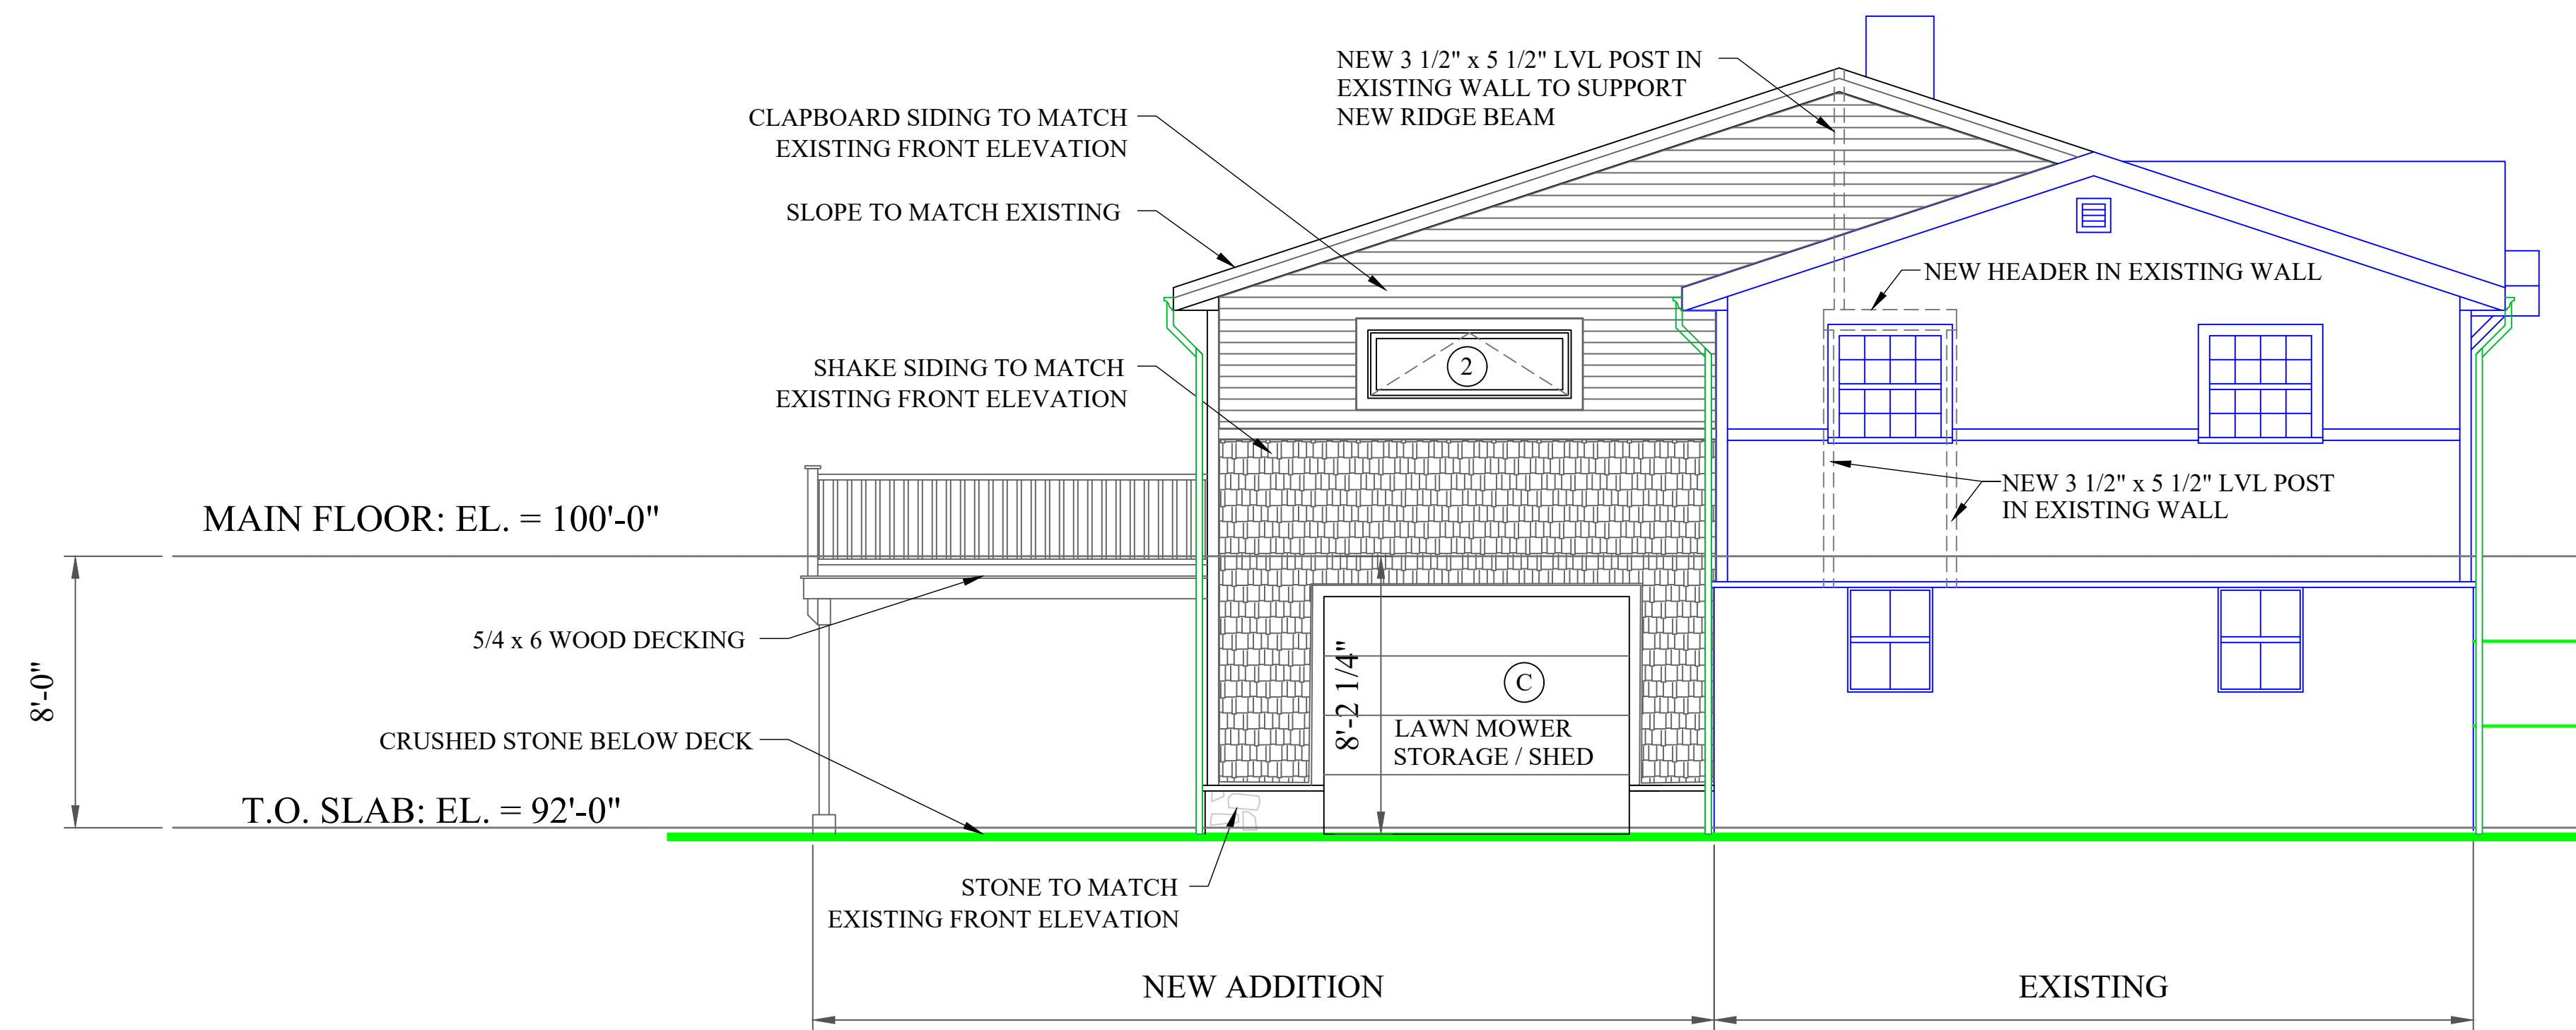 NEW 3 1/2" x 5 1/2" LVL POST IN
EXISTING WALL TO SUPPORT
NEW RIDGE BEAM
CLAPBOARD SIDING TO MATCH
EXISTING FRONT ELEVATION
SLOPE TO MATCH EXISTING
NEW HEADER IN EXISTING WALL
SHAKE SIDING TO MATCH
EXISTING FRONT ELEVATION
2
NEW 3 1/2" x 5 1/2" LVL POST
IN EXISTING WALL
MAIN FLOOR: EL. = 100'-0"
5/4 x 6 WOOD DECKING
8'-0"
8'-2 1/4"
C
LAWN MOWER
STORAGE / SHED
CRUSHED STONE BELOW DECK
T.O. SLAB: EL. = 92'-0"
STONE TO MATCH
EXISTING FRONT ELEVATION
NEW ADDITION
EXISTING